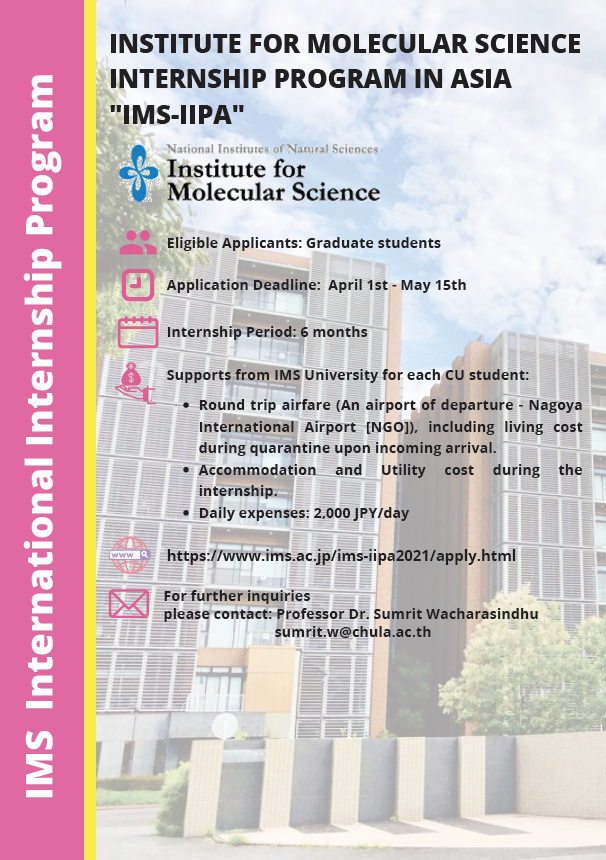 IMS International Internship Program
INSTITUTE FOR MOLECULAR SCIENCE
INTERNSHIP PROGRAM IN ASIA
"IMS-IIPA"
National Institutes of Natural Sciences
Institute for
Molecular Science
Eligible Applicants: Graduate students
Application Deadline: April 1st - May 15th
Internship Period: 6 months
Supports from IMS University for each CU student:
• Round trip airfare (An airport of departure - Nagoya
International Airport [NGO]), including living cost
during quarantine upon incoming arrival.
• Accommodation and Utility cost during the
internship.
• Daily expenses: 2,000 JPY/day
www
https://www.ims.ac.jp/ims-iipa2021/apply.html
For further inquiries
please contact: Professor Dr. Sumrit Wacharasindhu
sumrit.w@chula.ac.th